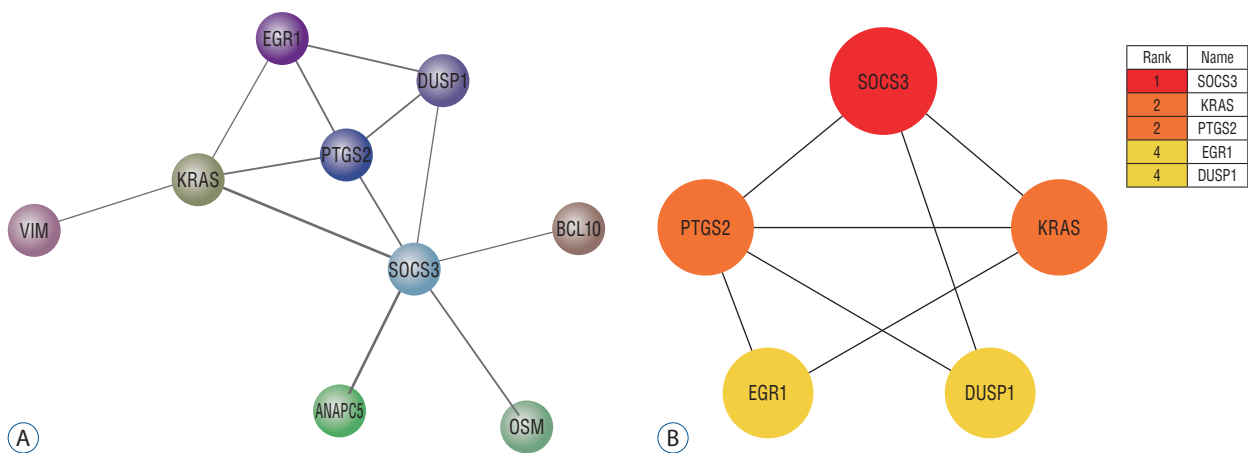 EGR1
DUSP1
PTGS2
KRAS
VIM
BCL10
SOCS3
ANAPC5
OSM
A
SOCS3
PTGS2
KRAS
EGR1
DUSP1
B
Rank Name
1 SOCS3
2 KRAS
2 PTGS2
4 EGR1
4 DUSP1